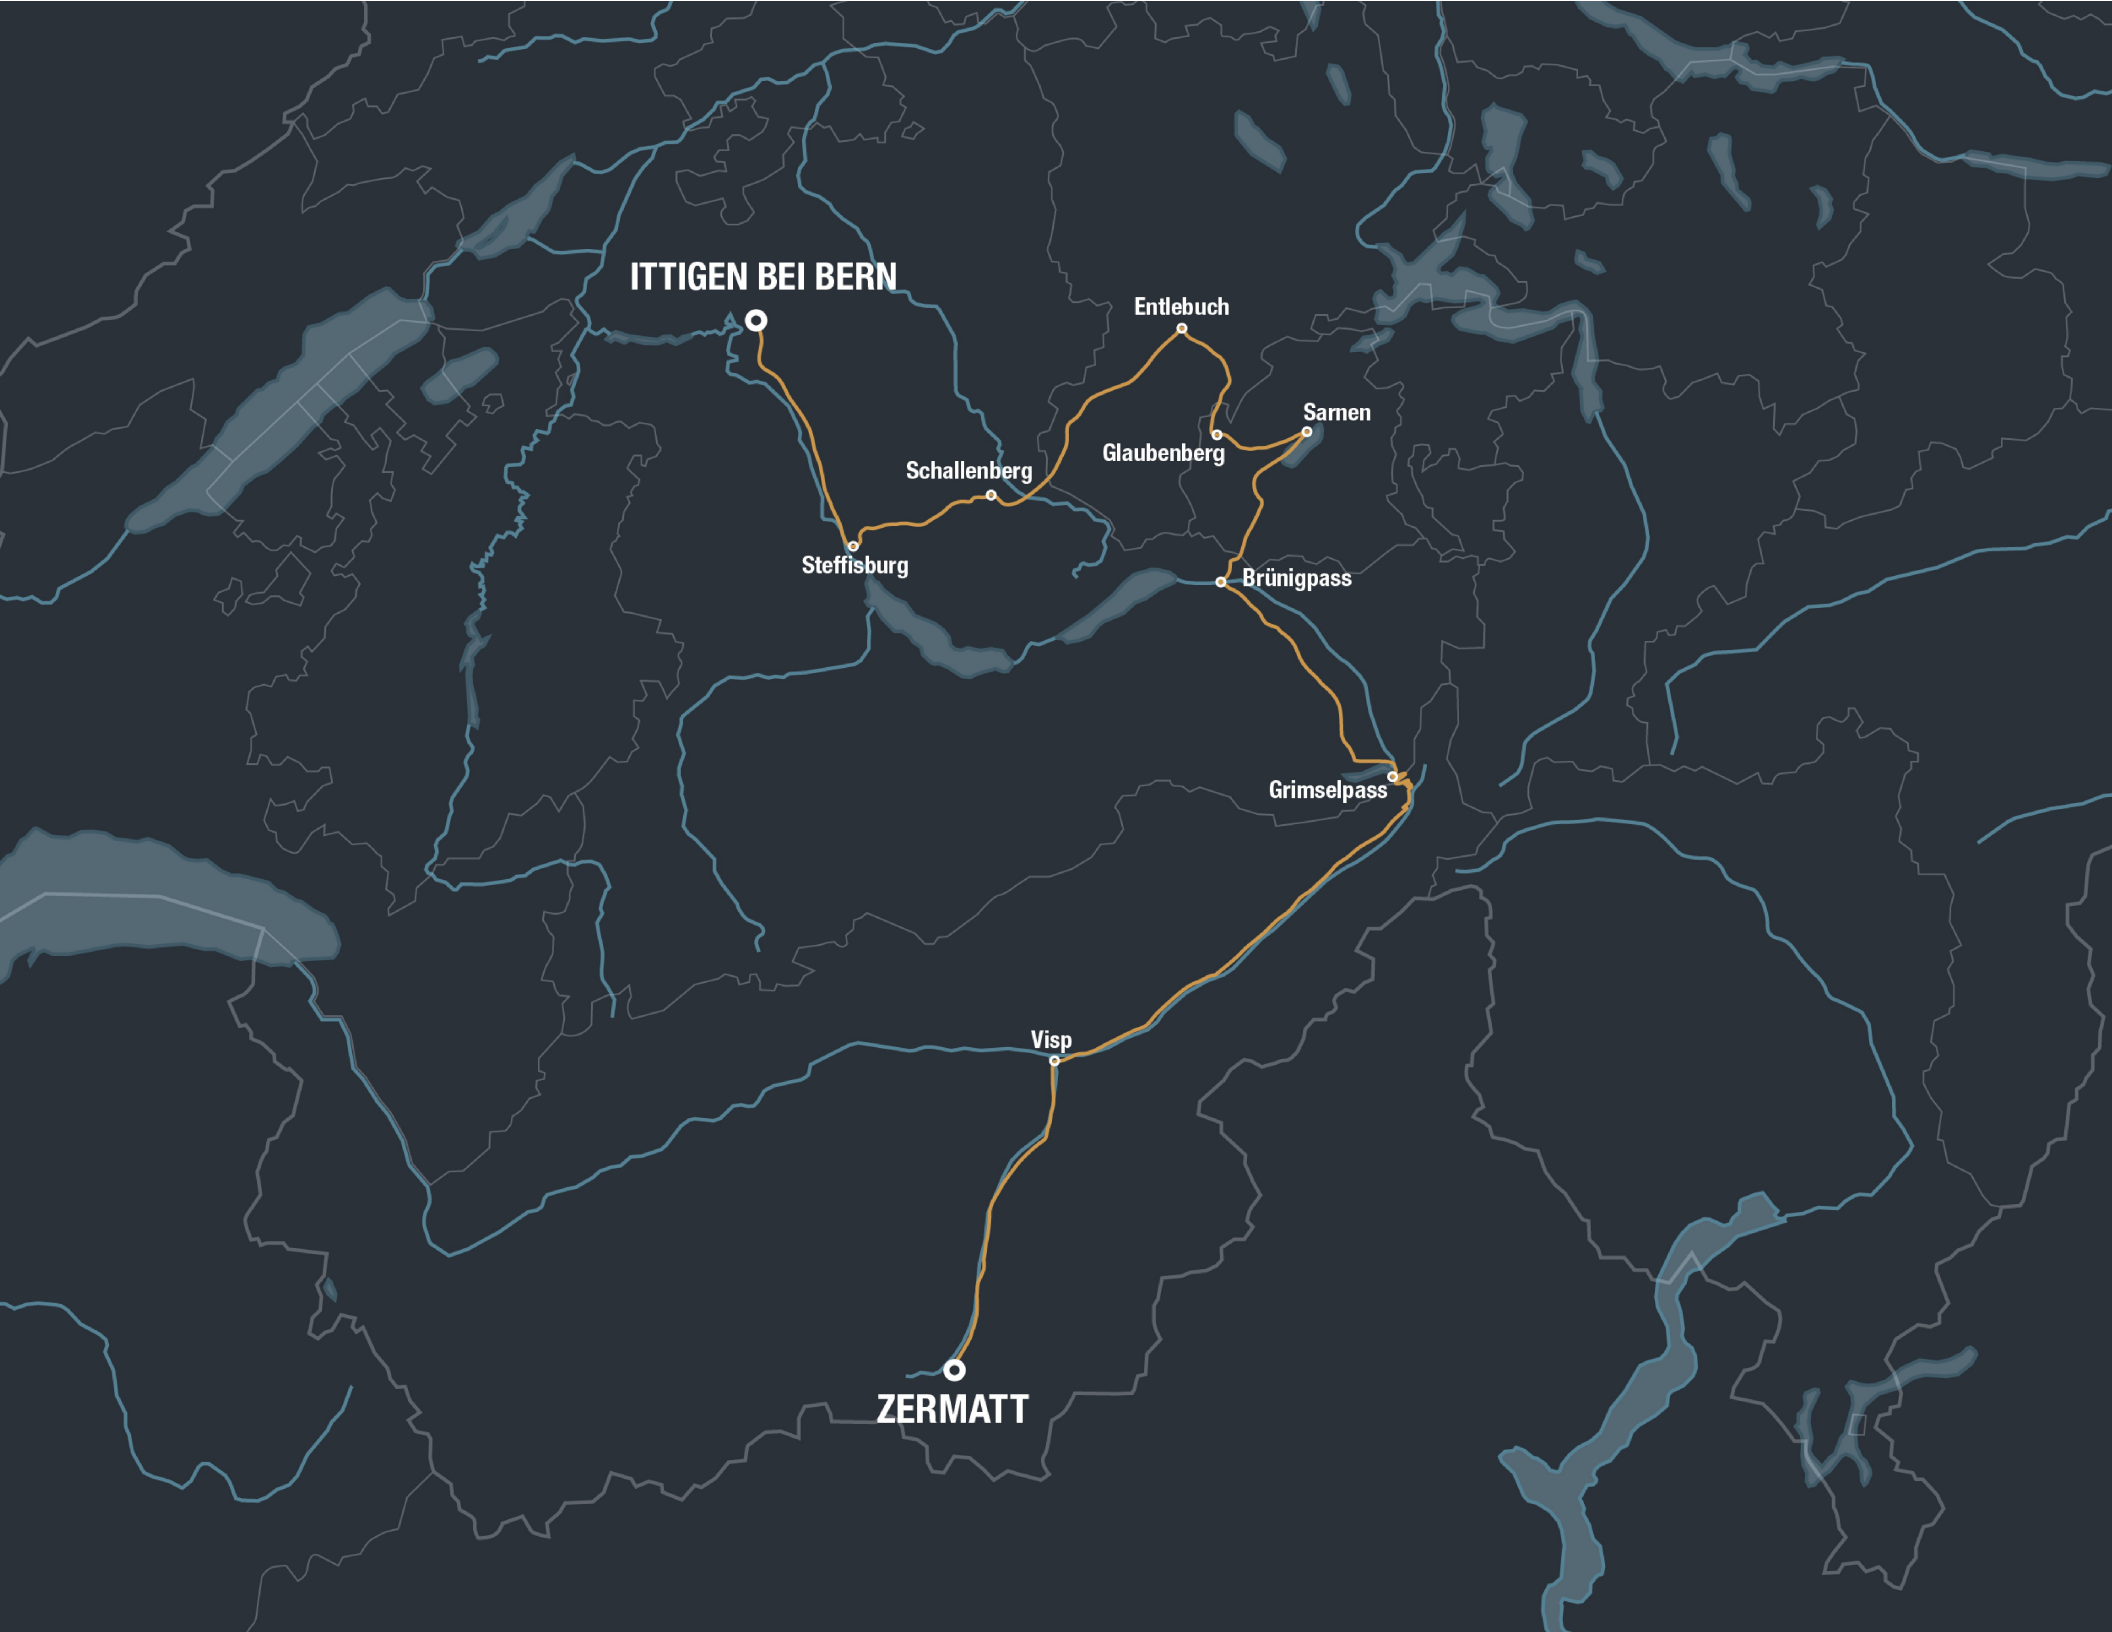 ITTIGEN BEI BERN
Entlebuch
Sarnen
Glaubenberg
Schallenberg
Steffisburg
Brünigpass
Grimselpass
Visp
ZERMATT